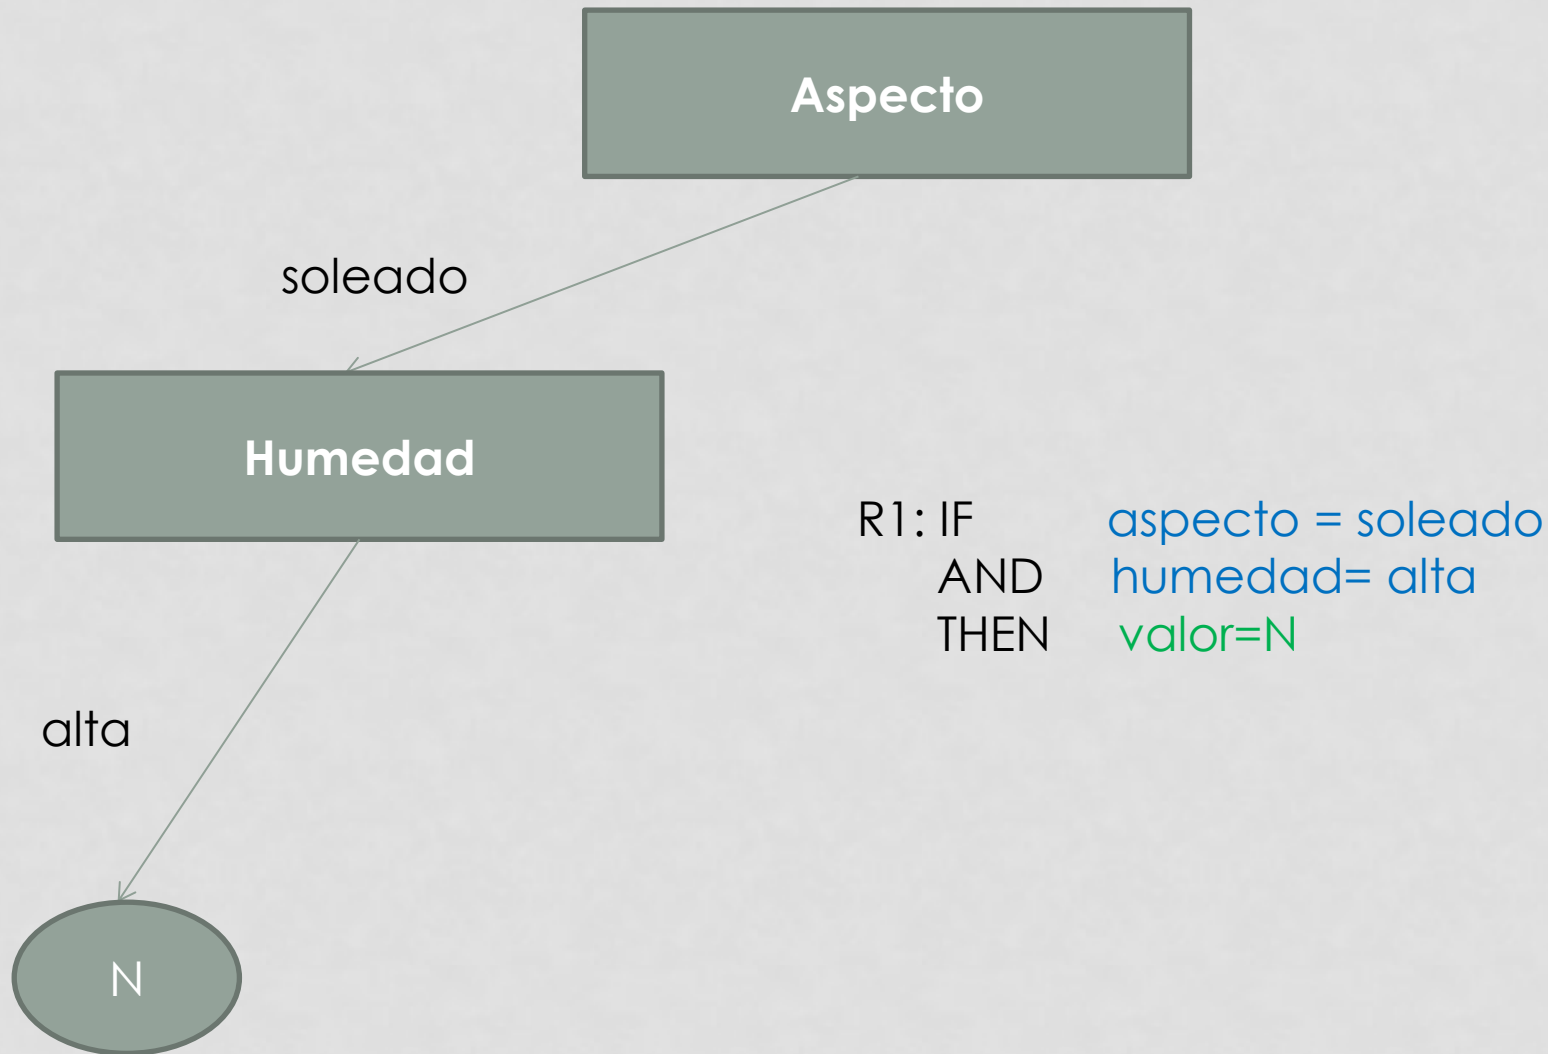 Aspecto
soleado
Humedad
R1: IF aspecto = soleado
AND humedad= alta
THEN valor=N
alta
N